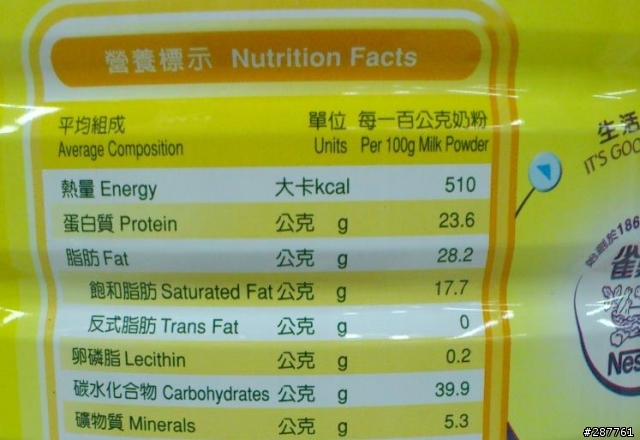 營養標示 Nutrition Facts
平均組成 單位 每一百公克奶粉
Average Composition Units Per 100g Milk Powder
熱量 Energy 大卡kcal 510
蛋白質 Protein 公克 g 23.6
脂肪 Fat 公克 g 28.2
飽和脂肪 Saturated Fat 公克 g 17.7
反式脂肪 Trans Fat 公克 g 0
卵磷脂 Lecithin 公克 g 0.2
碳水化合物 Carbohydrates 公克 g 39.9
礦物質 Minerals 公克 g 5.3
生活
IT'S GOO
於186
雀
Nes
#287761